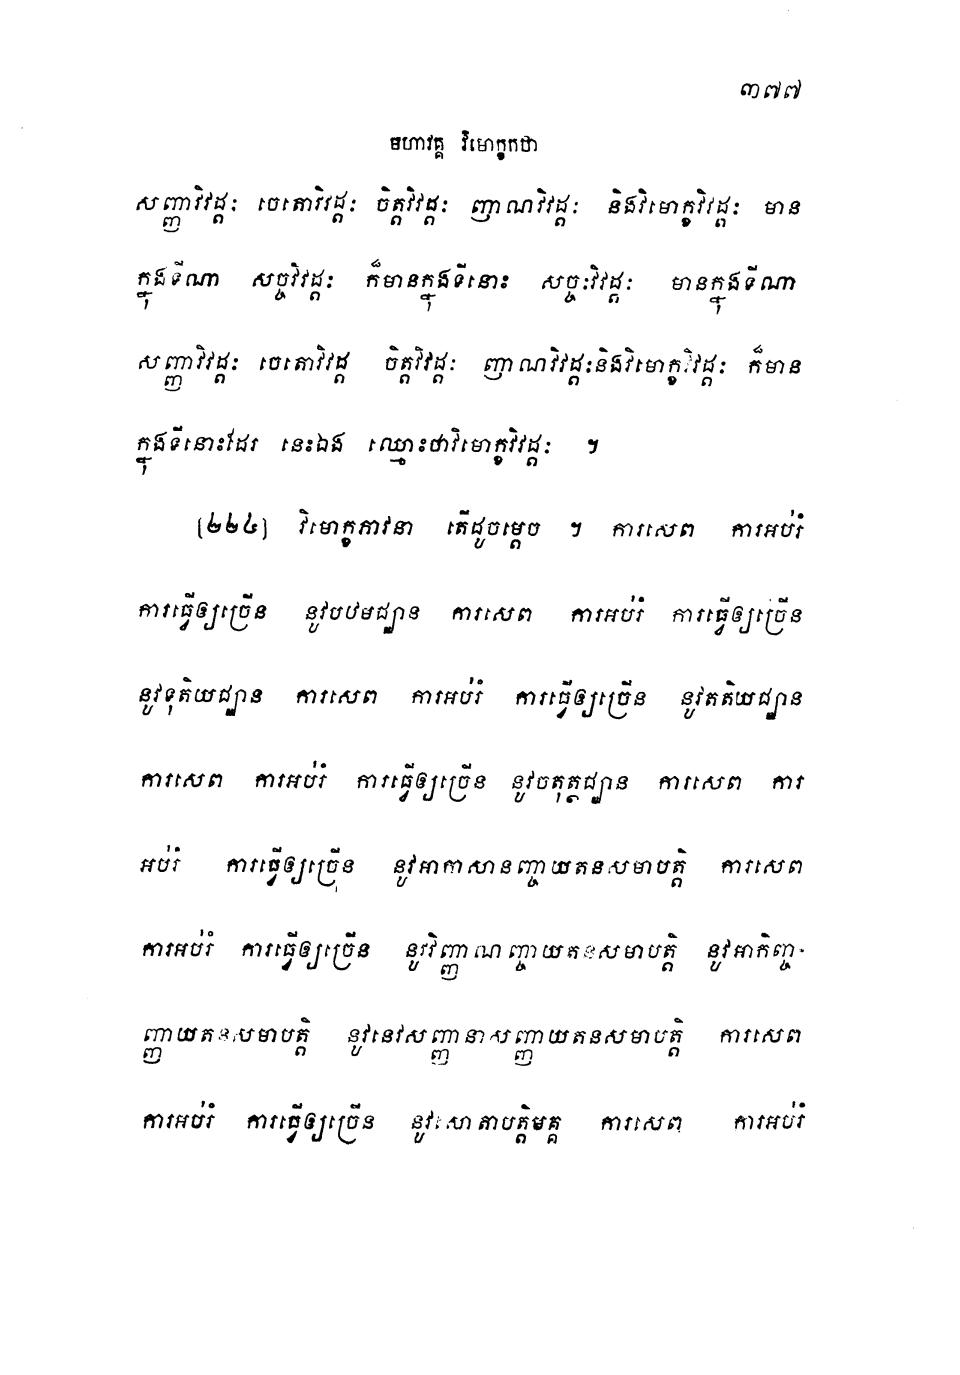 ៣៧៧
មហាវគ្គ វិមោក្ខកថា
សញ្ញាវិវដ្ដៈ ចេតោវិវដ្ដៈ ចិត្តវិវដ្ដៈ ញាណវិវដ្ដៈ និងវិមោក្ខវិវដ្ដៈ មាន
ក្នុងទីណា សច្ចវិវដ្ដៈ ក៏មានក្នុងទីនោះ សច្ចៈវិវដ្ដៈ មានក្នុងទីណា
សញ្ញាវិវដ្ដៈ ចេតោវិវដ្ដ ចិត្តវិវដ្ដៈ ញាណវិវដ្ដៈនិងវិមោក្ខវិវដ្ដៈ ក៏មាន
ក្នុងទីនោះដែរ នេះឯង ឈ្មោះថាវិមោក្ខវិវដ្ដៈ ។
[២២៤] វិមោក្ខភាវនា តើដូចម្ដេច ។ ការសេព ការអប់រំ
ការធ្វើឲ្យច្រើន នូវបឋមជ្ឈាន ការសេព ការអប់រំ ការធ្វើឲ្យច្រើន
នូវទុតិយជ្ឈាន ការសេព ការអប់រំ ការធ្វើឲ្យច្រើន នូវតតិយជ្ឈាន
ការសេព ការអប់រំ ការធ្វើឲ្យច្រើន នូវចតុត្ថជ្ឈាន ការសេព ការ
អប់រំ ការធ្វើឲ្យច្រើន នូវអាកាសានញ្ចាយតនសមាបត្តិ ការសេព
ការអប់រំ ការធ្វើឲ្យច្រើន នូវវិញ្ញាណញ្ចាយតនសមាបត្តិ នូវអាកិញ្ច-
ញ្ញាយតនសមាបត្តិ នូវនេវសញ្ញានាសញ្ញាយតនសមាបត្តិ ការសេព
ការអប់រំ ការធ្វើឲ្យច្រើន នូវសោតាបត្តិមគ្គ ការសេព ការអប់រំ